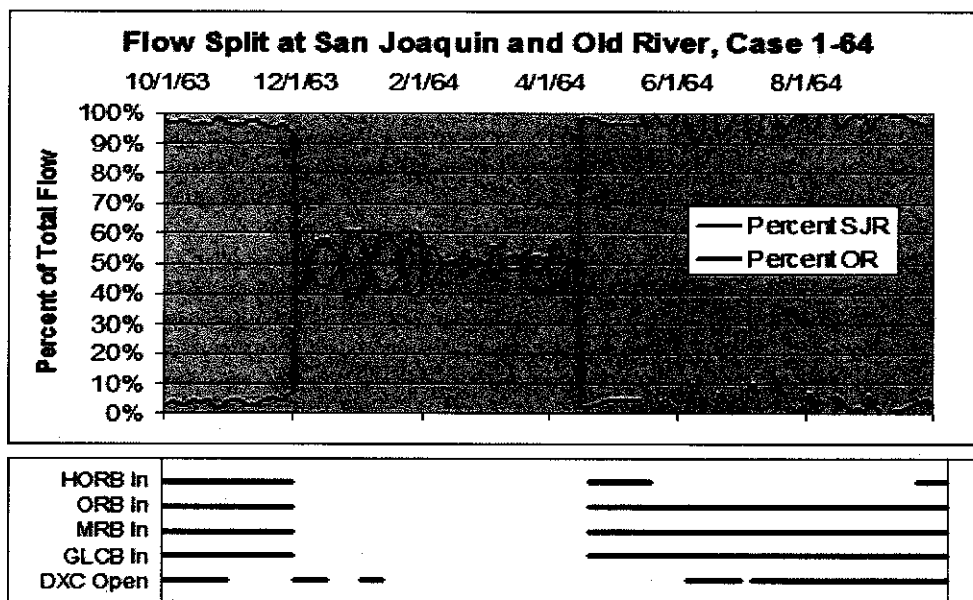 Flow Split at San Joaquin and Old River, Case 1-64
10/1/63 12/1/63 2/1/64 4/1/64 6/1/64 8/1/64
Percent of Total Flow
100%
90%
80%
70%
60%
50%
40%
30%
20%
10%
0%
Percent SJR
Percent OR
HORB In
ORB In
MRB In
GLCB In
DXC Open